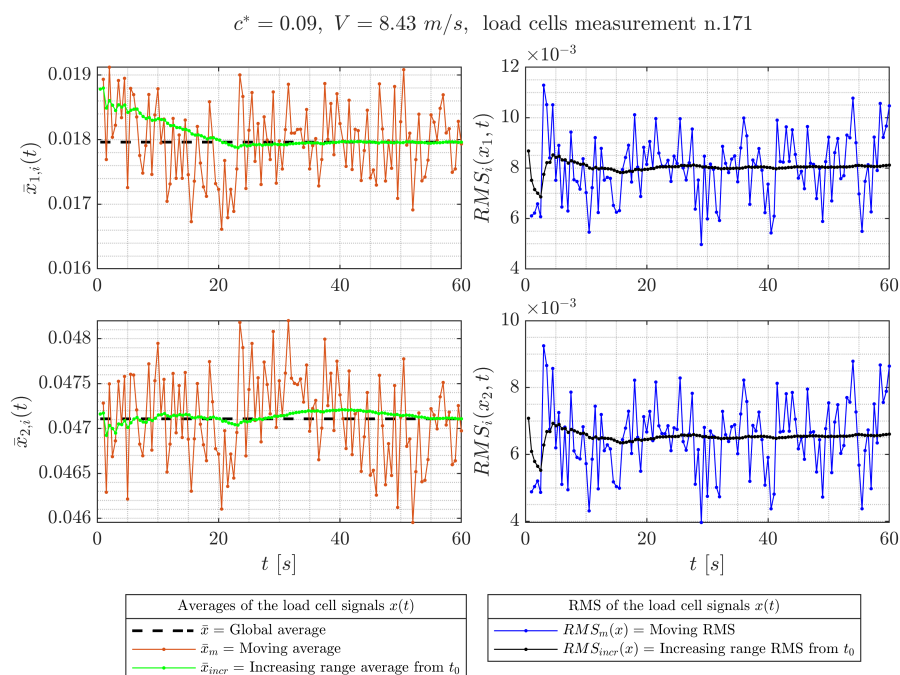 c* = 0.09, V = 8.43 m/s, load cells measurement n.171
0.019
0.018
0.017
0.016
x̄₁,ᵢ(t)
0 20 40 60
×10⁻³
12
10
8
6
4
RMSᵢ(x₁, t)
0 20 40 60
0.048
0.0475
0.047
0.0465
0.046
x̄₂,ᵢ(t)
0 20 40 60
t [s]
×10⁻³
10
8
6
4
RMSᵢ(x₂, t)
0 20 40 60
t [s]
Averages of the load cell signals x(t)
x̄ = Global average
x̄ₘ = Moving average
x̄incr = Increasing range average from t₀
RMS of the load cell signals x(t)
RMSₘ(x) = Moving RMS
RMSincr(x) = Increasing range RMS from t₀